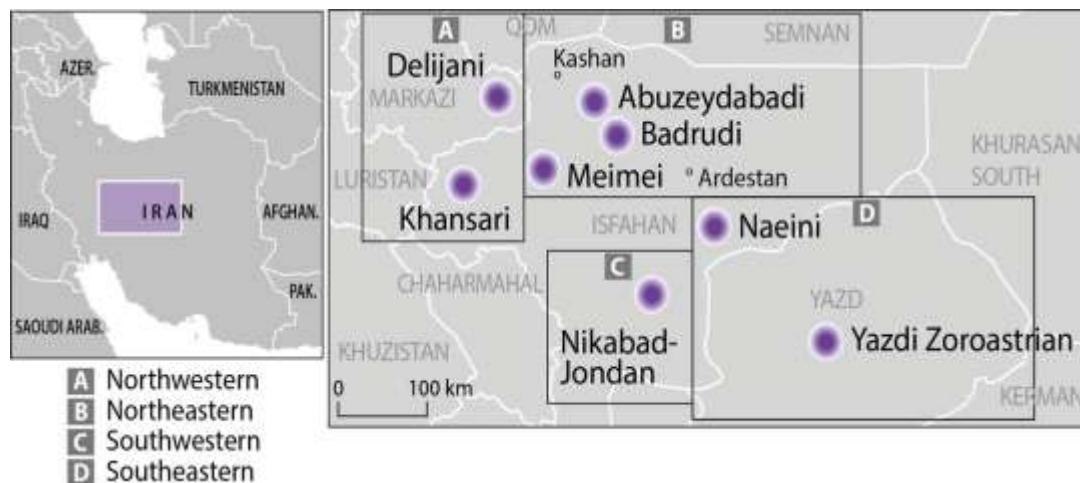 AZER.
TURKMENISTAN
IRAN
IRAQ
AFGHAN.
PAK.
SAOUDI ARAB.
A Northwestern
B Northeastern
C Southwestern
D Southeastern
A
QOM
B
SEMNAN
Delijani
Kashan
MARKAZI
Abuzeydabadi
Badrudi
KHURASAN
SOUTH
LURISTAN
Meimei
Ardestan
Khansari
ISFAHAN
D
Naeini
C
CHAHARMAHAL
YAZD
KHUZISTAN
Nikabad-
Jondan
Yazdi Zoroastrian
0 100 km
KERMAN